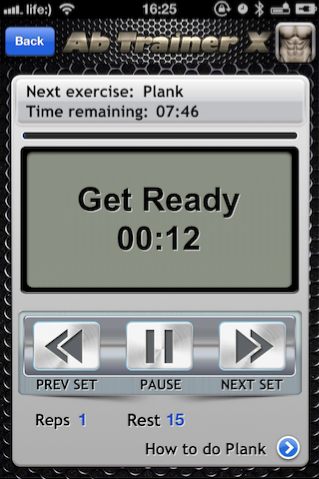 life:) 16:25
Back Ab Trainer X
Next exercise: Plank
Time remaining: 07:46
Get Ready
00:12
PREV SET PAUSE NEXT SET
Reps 1 Rest 15
How to do Plank